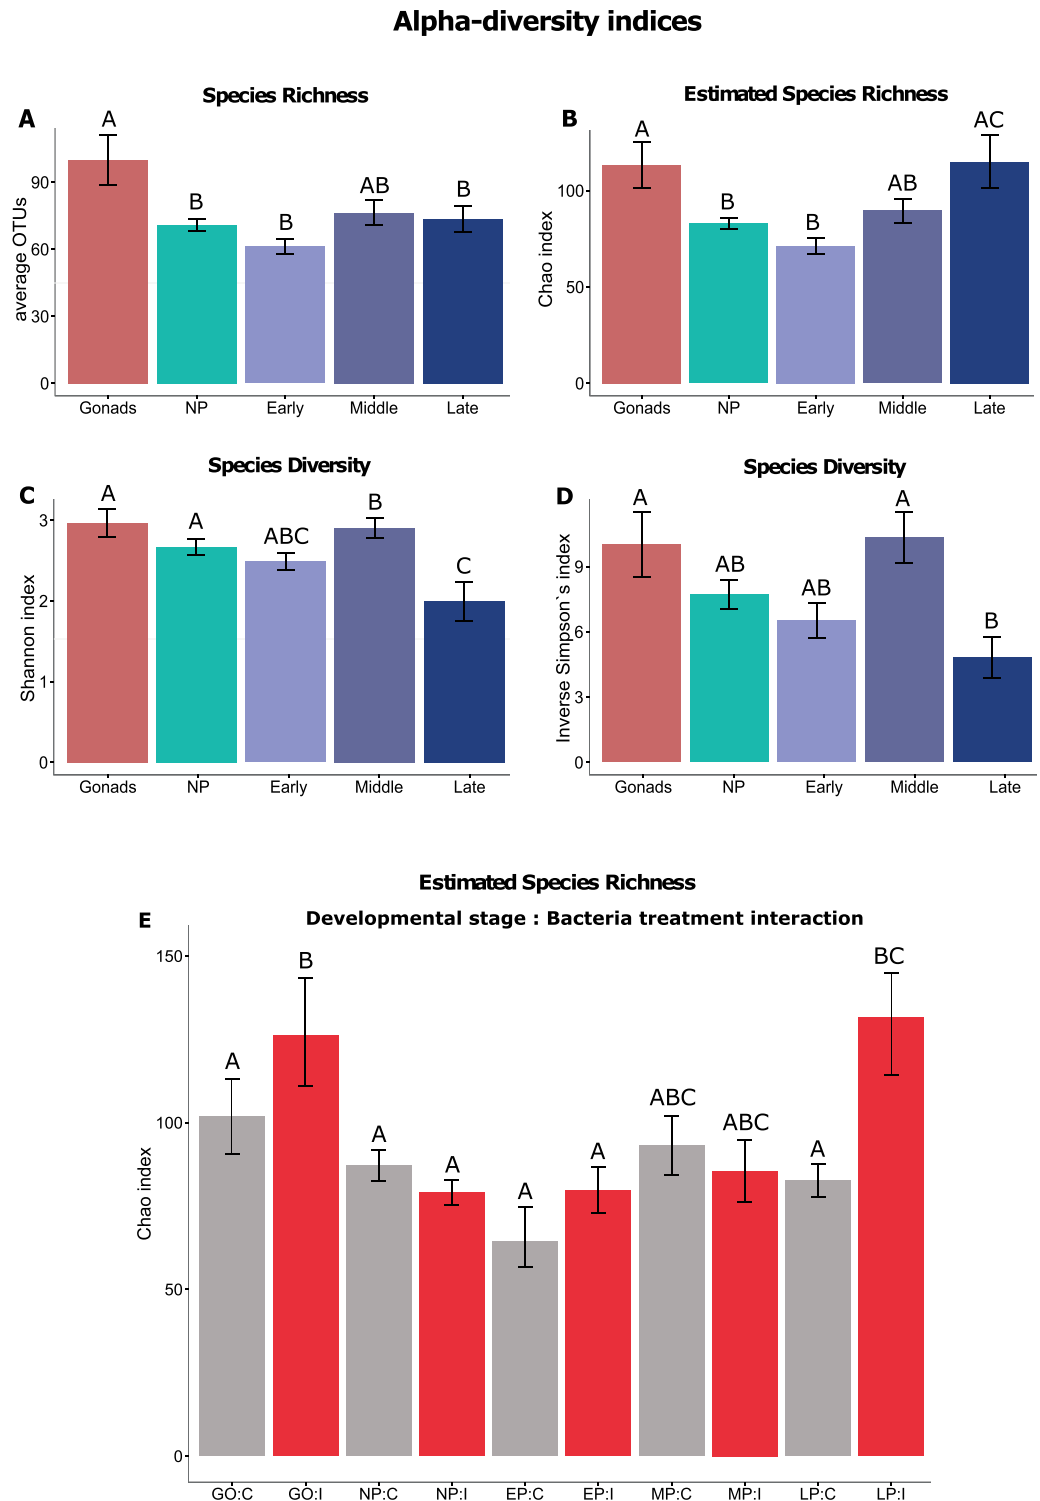 Alpha-diversity indices
Species Richness
A
average OTUs
90
60
30
0
A
B
B
AB
B
Gonads NP Early Middle Late
Estimated Species Richness
B
Chao index
100
50
0
A
B
B
AB
AC
Gonads NP Early Middle Late
Species Diversity
C
Shannon index
3
2
1
0
A
A
ABC
B
C
Gonads NP Early Middle Late
Species Diversity
D
Inverse Simpson`s index
9
6
3
0
A
AB
AB
A
B
Gonads NP Early Middle Late
Estimated Species Richness
E
Developmental stage : Bacteria treatment interaction
Chao index
150
100
50
0
A
B
A
A
A
A
ABC
ABC
A
BC
GO:C GO:I NP:C NP:I EP:C EP:I MP:C MP:I LP:C LP:I